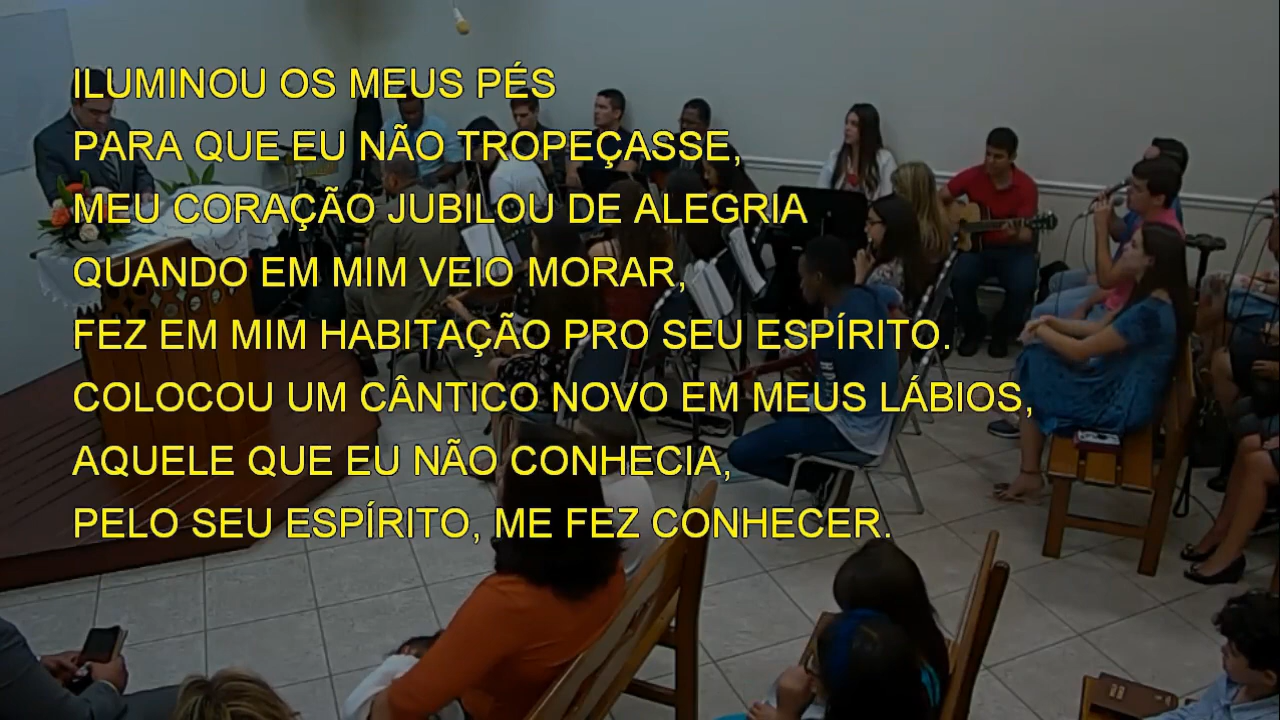 ILUMINOU OS MEUS PÉS
PARA QUE EU NÃO TROPEÇASSE,
MEU CORAÇÃO JUBILOU DE ALEGRIA
QUANDO EM MIM VEIO MORAR,
FEZ EM MIM HABITAÇÃO PRO SEU ESPÍRITO.
COLOCOU UM CÂNTICO NOVO EM MEUS LÁBIOS,
AQUELE QUE EU NÃO CONHECIA,
PELO SEU ESPÍRITO, ME FEZ CONHECER.